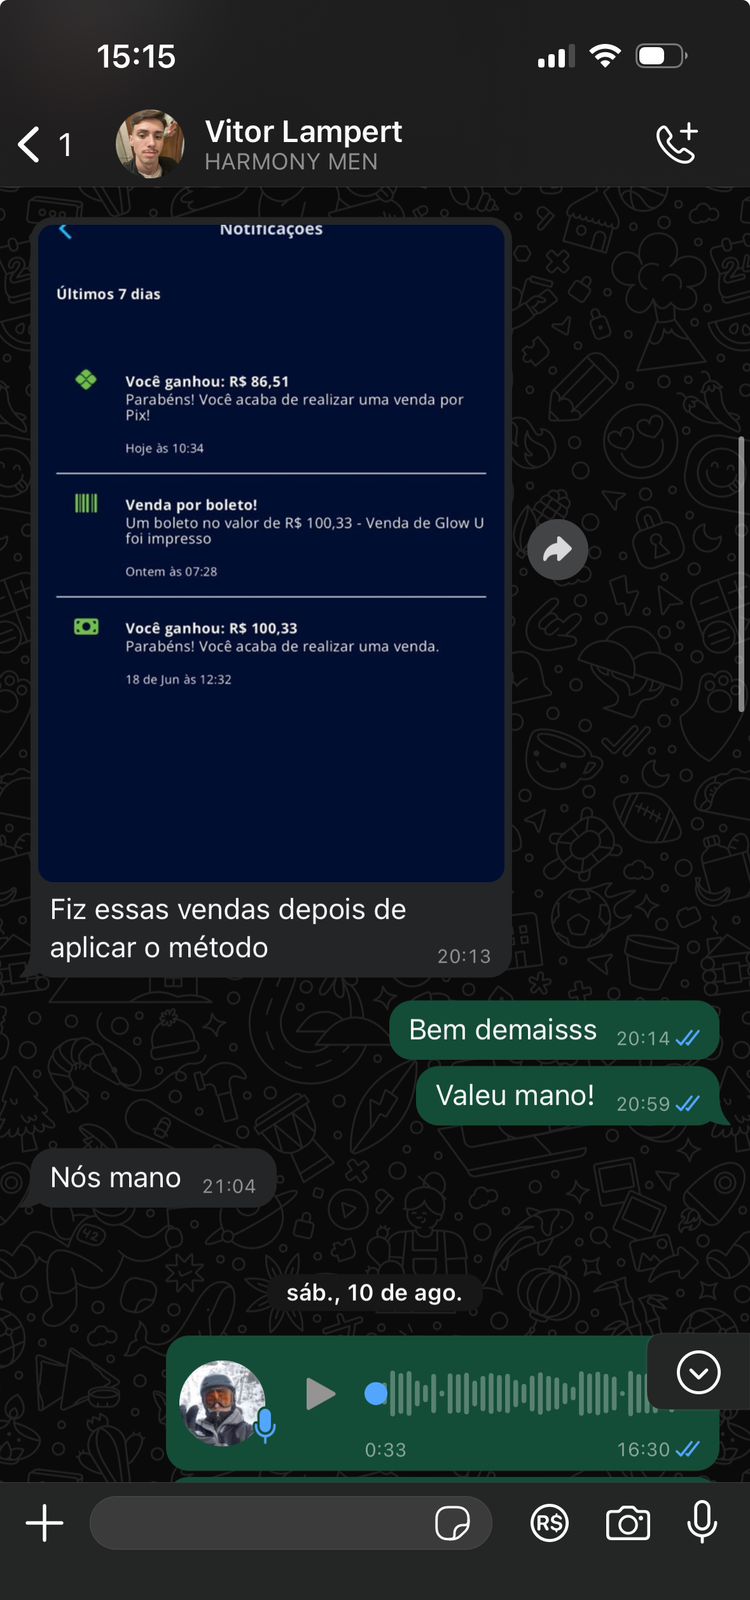 15:15
1
Vitor Lampert
HARMONY MEN
Notificações
Últimos 7 dias
Você ganhou: R$ 86,51
Parabéns! Você acaba de realizar uma venda por
Pix!
Hoje às 10:34
Venda por boleto!
Um boleto no valor de R$ 100,33 - Venda de Glow U
foi impresso
Ontem às 07:28
Você ganhou: R$ 100,33
Parabéns! Você acaba de realizar uma venda.
18 de Jun às 12:32
Fiz essas vendas depois de
aplicar o método
20:13
Bem demaisss 20:14
Valeu mano! 20:59
Nós mano 21:04
sáb., 10 de ago.
0:33 16:30
R$